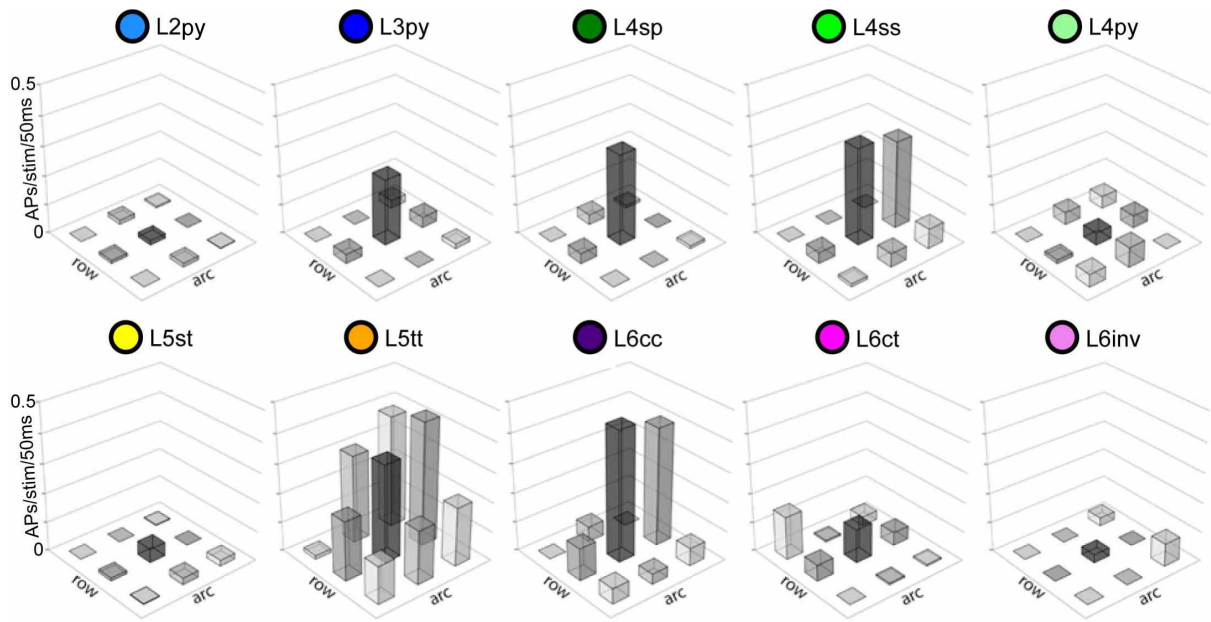 L2py L3py L4sp L4ss L4py
0.5
APs/stim/50ms
0
row arc row arc row arc row arc row arc
L5st L5tt L6cc L6ct L6inv
0.5
APs/stim/50ms
0
row arc row arc row arc row arc row arc